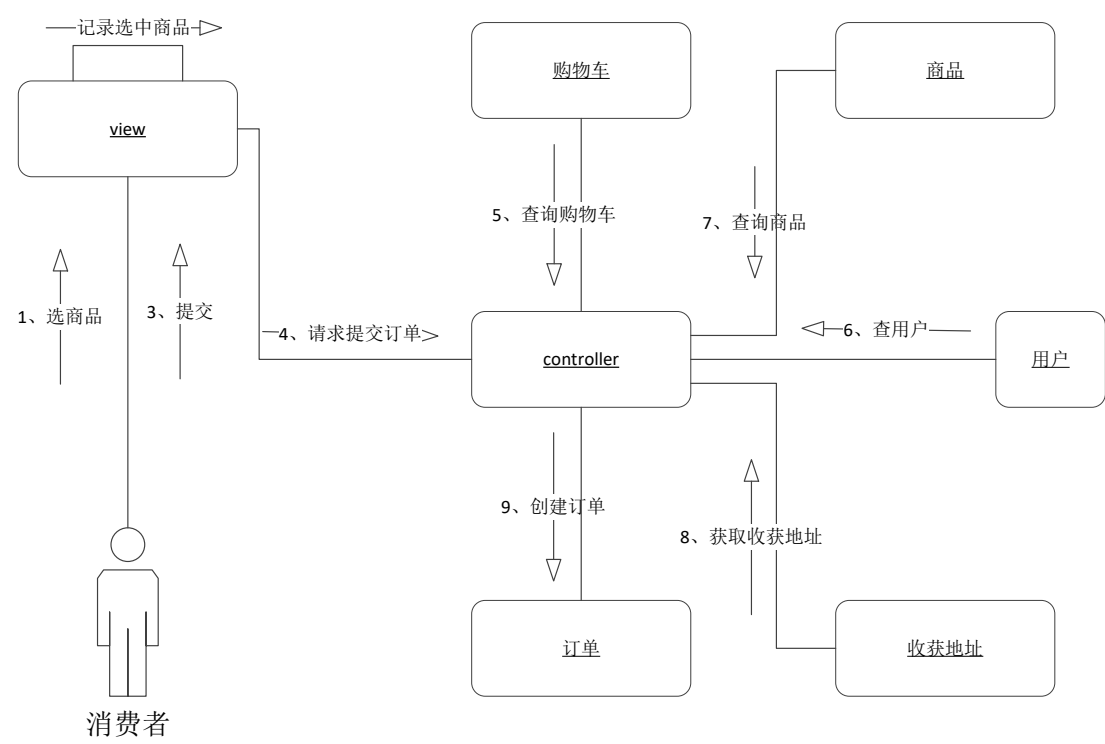 记录选中商品
购物车
商品
view
5、查询购物车
7、查询商品
1、选商品
3、提交
4、请求提交订单
6、查用户
controller
用户
9、创建订单
8、获取收获地址
订单
收获地址
消费者